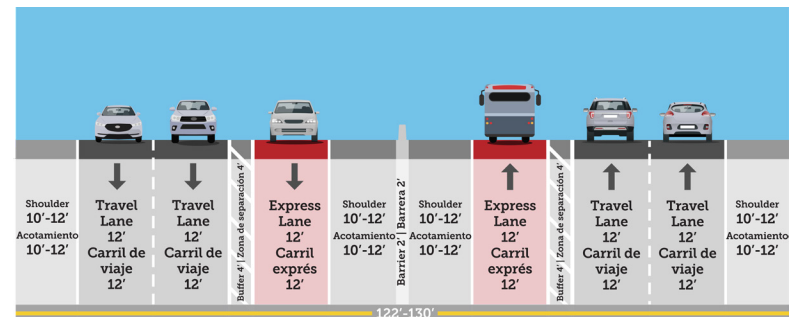 Shoulder
10'-12'
Acotamiento
10'-12'
Travel
Lane
12'
Carril de
viaje
12'
Travel
Lane
12'
Carril de
viaje
12'
Buffer 4' | Zona de separación 4'
Express
Lane
12'
Carril
exprés
12'
Shoulder
10'-12'
Acotamiento
10'-12'
Barrier 2' | Barrera 2'
Shoulder
10'-12'
Acotamiento
10'-12'
Express
Lane
12'
Carril
exprés
12'
Buffer 4' | Zona de separación 4'
Travel
Lane
12'
Carril de
viaje
12'
Travel
Lane
12'
Carril de
viaje
12'
Shoulder
10'-12'
Acotamiento
10'-12'
122'-130'